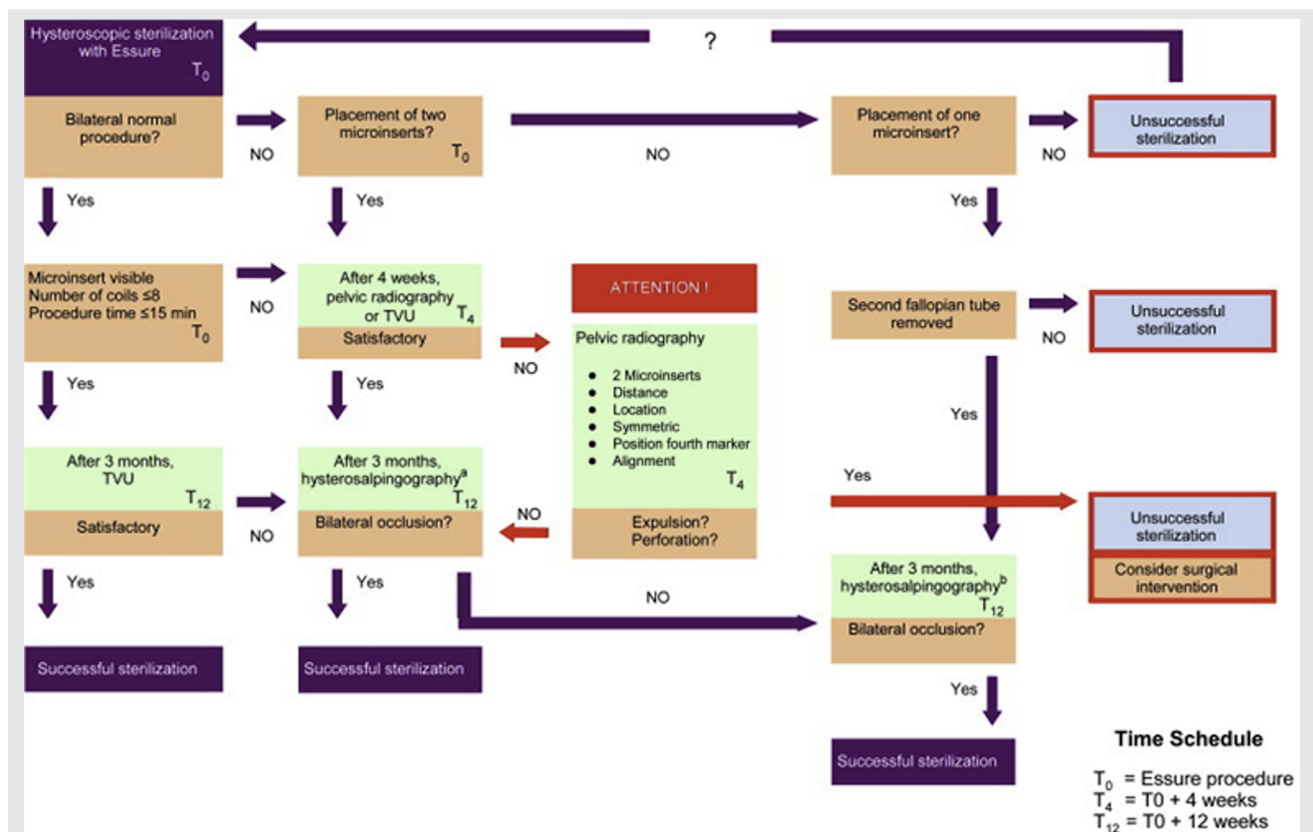 Hysteroscopic sterilization
with Essure
T0
?
Bilateral normal
procedure?
NO
Placement of two
microinserts?
T0
NO
Placement of one
microinsert?
NO
Unsuccessful
sterilization
Yes
Yes
Yes
Microinsert visible
Number of coils ≤8
Procedure time ≤15 min
T0
NO
After 4 weeks,
pelvic radiography
or TVU T4
Satisfactory
NO
ATTENTION !
Pelvic radiography
● 2 Microinserts
● Distance
● Location
● Symmetric
● Position fourth marker
● Alignment
T4
Expulsion?
Perforation?
Second fallopian tube
removed
NO
Unsuccessful
sterilization
Yes
Yes
Yes
Yes
After 3 months,
TVU
T12
Satisfactory
NO
After 3 months,
hysterosalpingographya
T12
Bilateral occlusion?
NO
Unsuccessful
sterilization
Consider surgical
intervention
Yes
Yes
NO
After 3 months,
hysterosalpingographyb
T12
Bilateral occlusion?
Successful sterilization
Successful sterilization
Yes
Successful sterilization
Time Schedule
T0 = Essure procedure
T4 = T0 + 4 weeks
T12 = T0 + 12 weeks